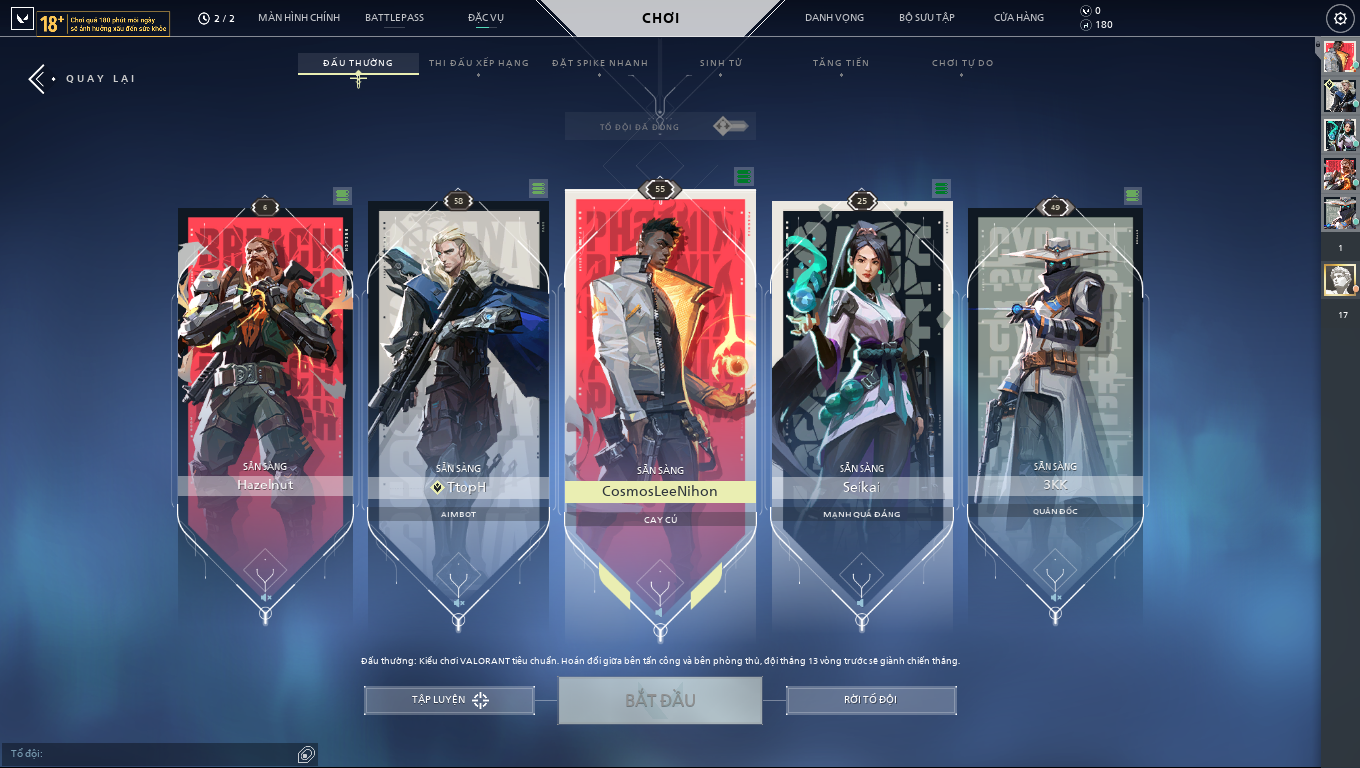 18+
Chơi quá 180 phút mỗi ngày
sẽ ảnh hưởng xấu đến sức khỏe
2 / 2
MÀN HÌNH CHÍNH
BATTLEPASS
ĐẶC VỤ
CHƠI
DANH VỌNG
BỘ SƯU TẬP
CỬA HÀNG
0
180
QUAY LẠI
ĐẤU THƯỜNG
THI ĐẤU XẾP HẠNG
ĐẶT SPIKE NHANH
SINH TỬ
TĂNG TIẾN
CHƠI TỰ DO
TỔ ĐỘI ĐÃ ĐÓNG
6
58
55
25
49
1
17
BREACH
PHOENIX
SAGE
CYPHER
SẴN SÀNG
Hazelnut
SẴN SÀNG
TtopH
AIMBOT
SẴN SÀNG
CosmosLeeNihon
CAY CÚ
SẴN SÀNG
Seikai
MẠNH QUÁ ĐÁNG
SẴN SÀNG
3KK
QUẢN ĐỐC
Đấu thường: Kiểu chơi VALORANT tiêu chuẩn. Hoán đổi giữa bên tấn công và bên phòng thủ, đội thắng 13 vòng trước sẽ giành chiến thắng.
TẬP LUYỆN
BẮT ĐẦU
RỜI TỔ ĐỘI
Tổ đội: